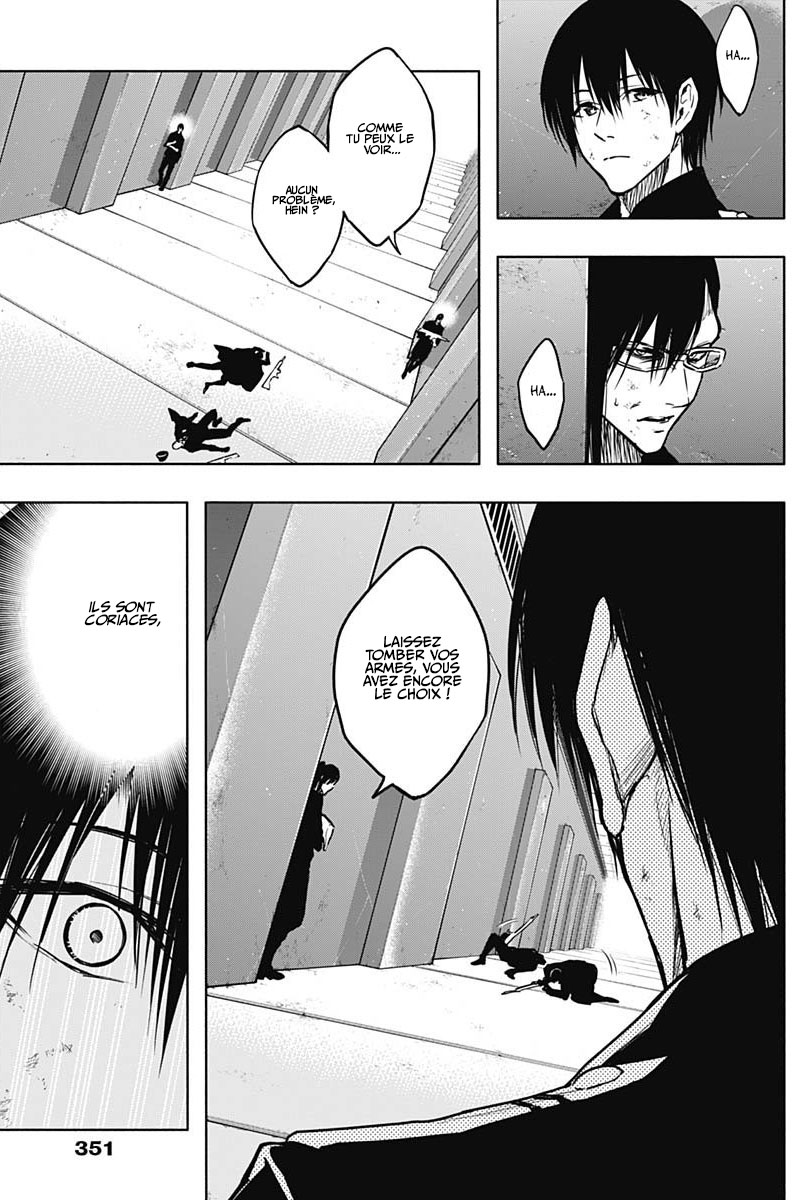 HA...
HA...
COMME
TU PEUX LE
VOIR...
AUCUN
PROBLÈME,
HEIN ?
LAISSEZ
TOMBER VOS
ARMES, VOUS
AVEZ ENCORE
LE CHOIX !
ILS SONT
CORIACES,
351